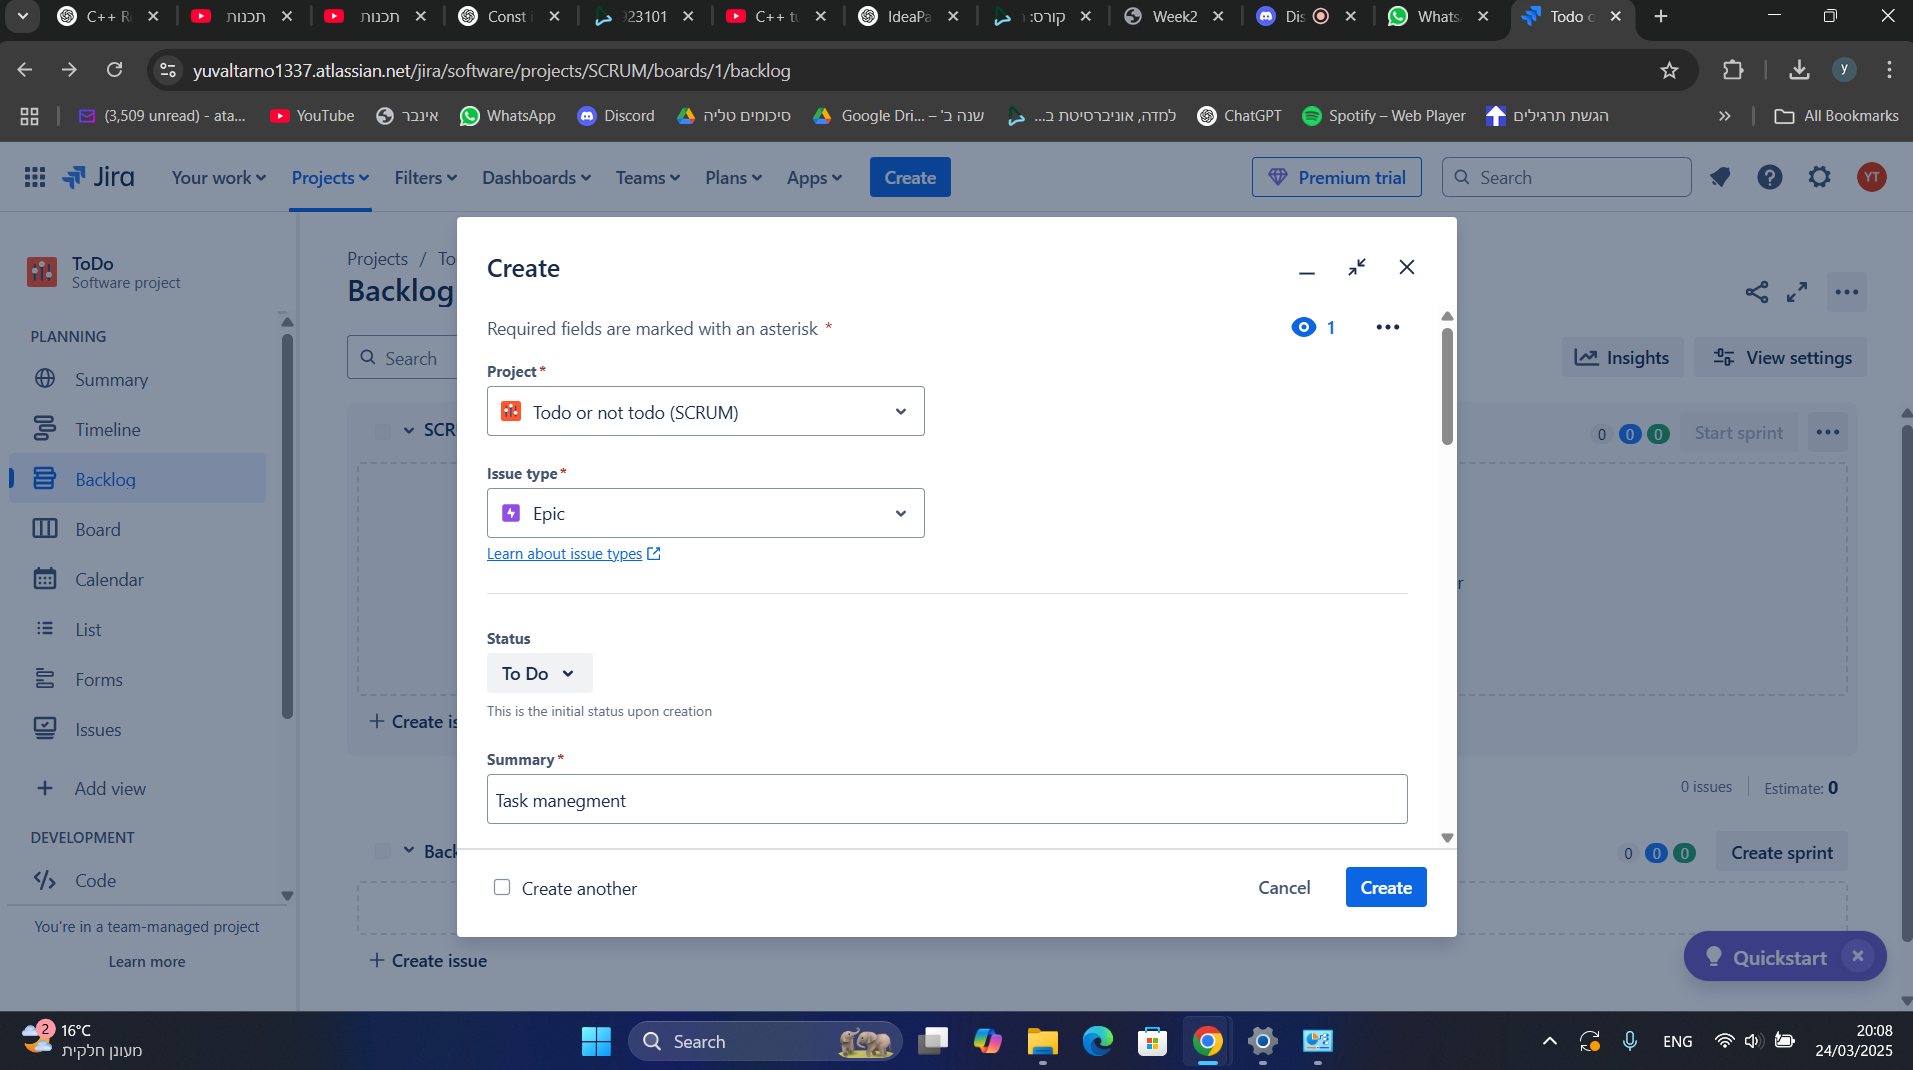 C++ R
תכנות
תכנות
Const i
923101
C++ tu
IdeaPa
קורס:
Week2
Dis
Whats
Todo o
yuvaltarno1337.atlassian.net/jira/software/projects/SCRUM/boards/1/backlog
y
(3,509 unread) - ata...
YouTube
אינבר
WhatsApp
Discord
סיכומים טליה
שנה ב' – Google Dri...
למדה, אוניברסיטת ב...
ChatGPT
Spotify – Web Player
הגשת תרגילים
All Bookmarks
Jira
Your work
Projects
Filters
Dashboards
Teams
Plans
Apps
Create
Premium trial
Search
YT
ToDo
Software project
PLANNING
Summary
Timeline
Backlog
Board
Calendar
List
Forms
Issues
Add view
DEVELOPMENT
Code
You're in a team-managed project
Learn more
Projects / To
Backlog
Search
Insights
View settings
SCR
0 0 0
Start sprint
r
Create is
0 issues
Estimate: 0
Back
0 0 0
Create sprint
Create issue
Quickstart
Create
Required fields are marked with an asterisk *
1
Project *
Todo or not todo (SCRUM)
Issue type *
Epic
Learn about issue types
Status
To Do
This is the initial status upon creation
Summary *
Task manegment
Create another
Cancel
Create
2
16°C
מעונן חלקית
Search
ENG
20:08
24/03/2025